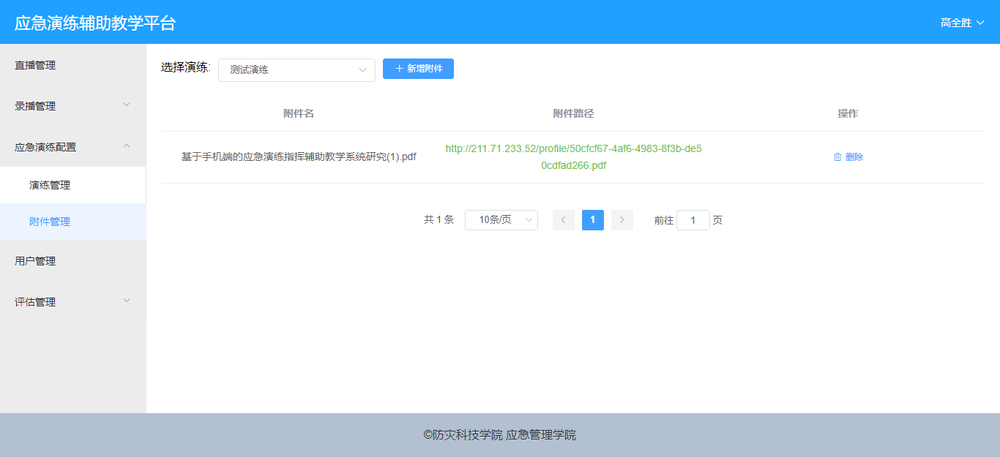 应急演练辅助教学平台
高全胜
直播管理
录播管理
应急演练配置
演练管理
附件管理
用户管理
评估管理
选择演练:
测试演练
新增附件
附件名 附件路径 操作
基于手机端的应急演练指挥辅助教学系统研究(1).pdf
http://211.71.233.52/profile/50cfcf67-4af6-4983-8f3b-de5
0cdfad266.pdf
删除
共 1 条 10条/页 1 前往 1 页
©防灾科技学院 应急管理学院